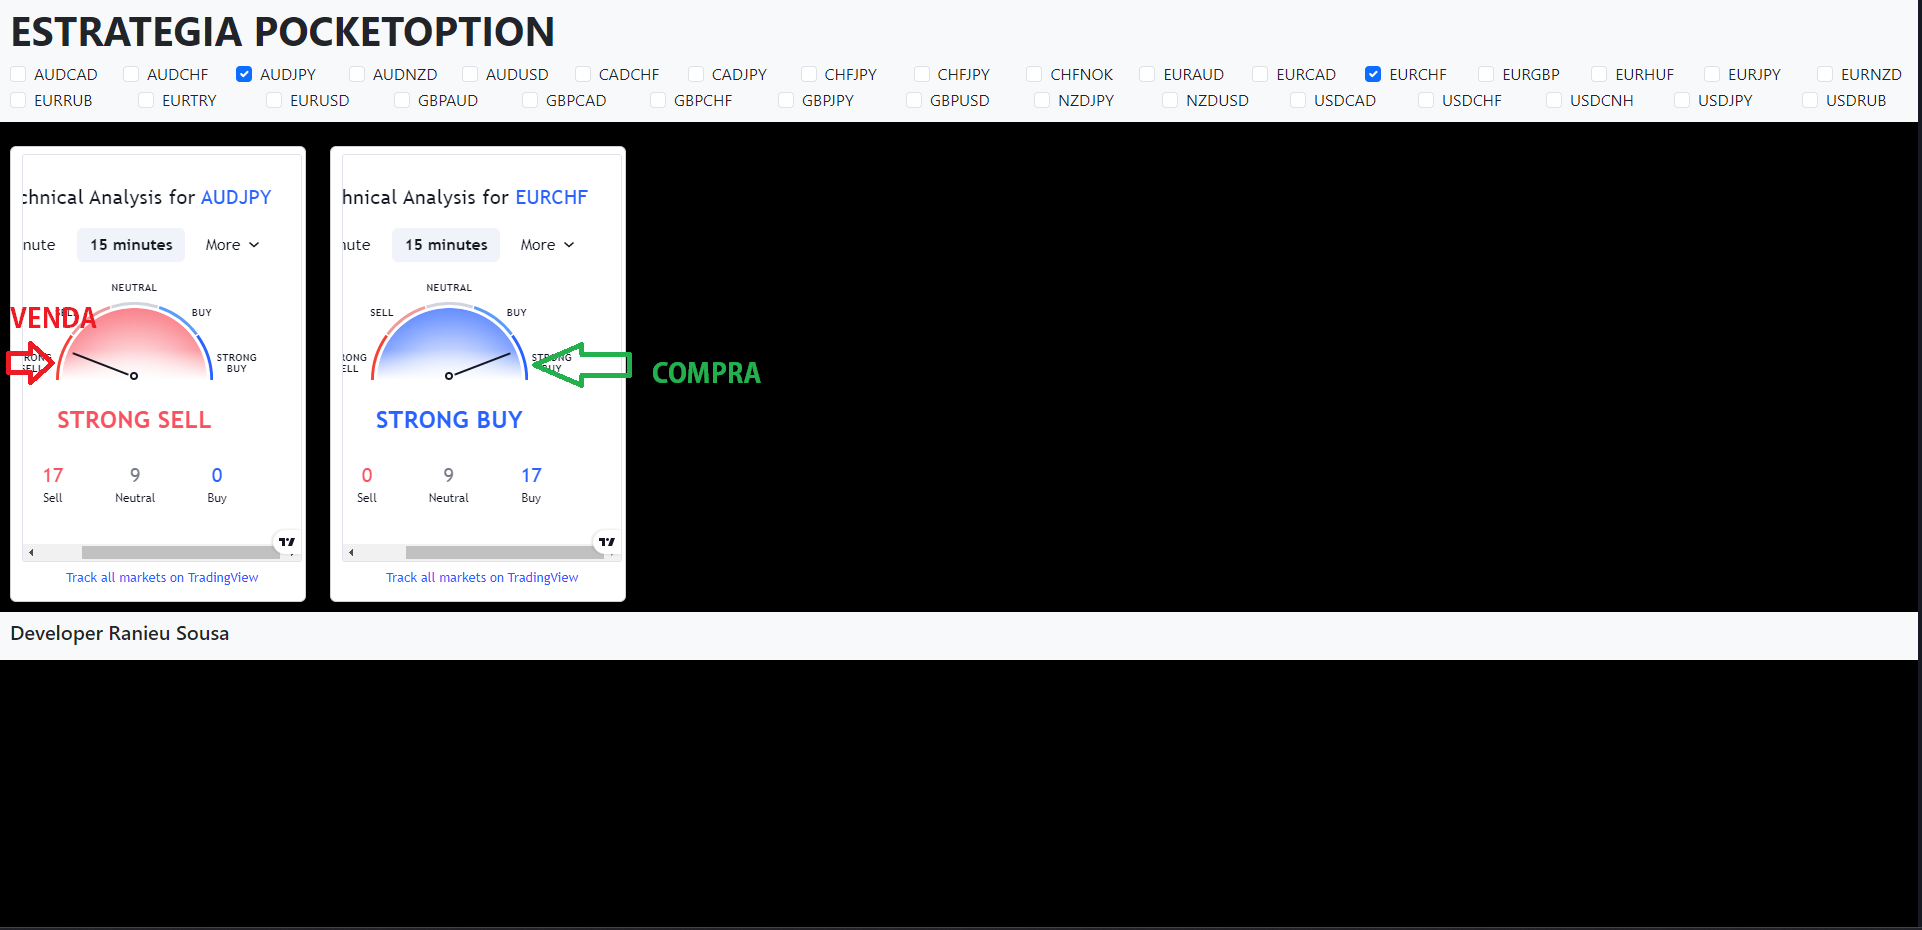 ESTRATEGIA POCKETOPTION
AUDCAD AUDCHF AUDJPY AUDNZD AUDUSD CADCHF CADJPY CHFJPY CHFJPY CHFNOK EURAUD EURCAD EURCHF EURGBP EURHUF EURJPY EURNZD
EURRUB EURTRY EURUSD GBPAUD GBPCAD GBPCHF GBPJPY GBPUSD NZDJPY NZDUSD USDCAD USDCHF USDCNH USDJPY USDRUB
chnical Analysis for AUDJPY
nute 15 minutes More
NEUTRAL
SELL BUY
VENDA
RONG SELL STRONG BUY
STRONG SELL
17 9 0
Sell Neutral Buy
Track all markets on TradingView
hnical Analysis for EURCHF
nute 15 minutes More
NEUTRAL
SELL BUY
RONG ELL STRONG BUY
COMPRA
STRONG BUY
0 9 17
Sell Neutral Buy
Track all markets on TradingView
Developer Ranieu Sousa